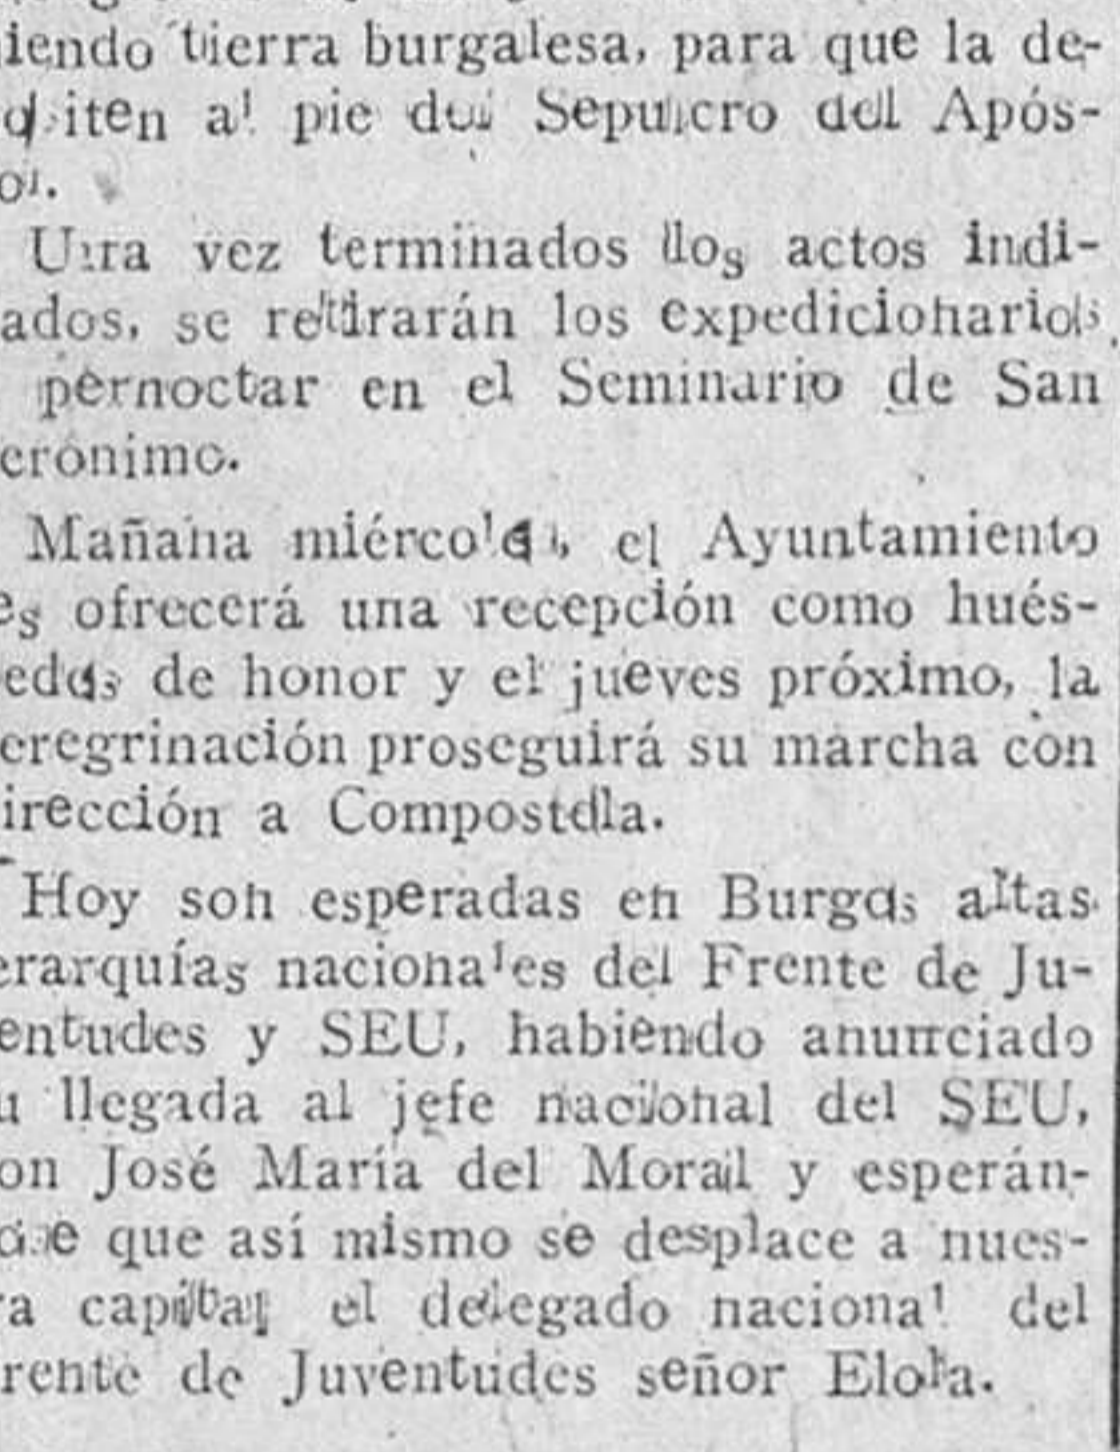 iendo tierra burgalesa, para que la de-
siten al pie del Sepulcro del Após-
ol.
Una vez terminados los actos indi-
ados, se retirarán los expedicionarios
pernoctar en el Seminario de San
erónimo.
Mañana miércoles, el Ayuntamiento
es ofrecerá una recepción como hués-
edes de honor y el jueves próximo, la
eregrinación proseguirá su marcha con
irección a Compostela.
Hoy son esperadas en Burgos altas
erarquías nacionales del Frente de Ju-
entudes y SEU, habiendo anunciado
u llegada al jefe nacional del SEU,
on José María del Moral y esperán-
ose que así mismo se desplace a nues-
ra capital el delegado nacional del
rente de Juventudes señor Elola.